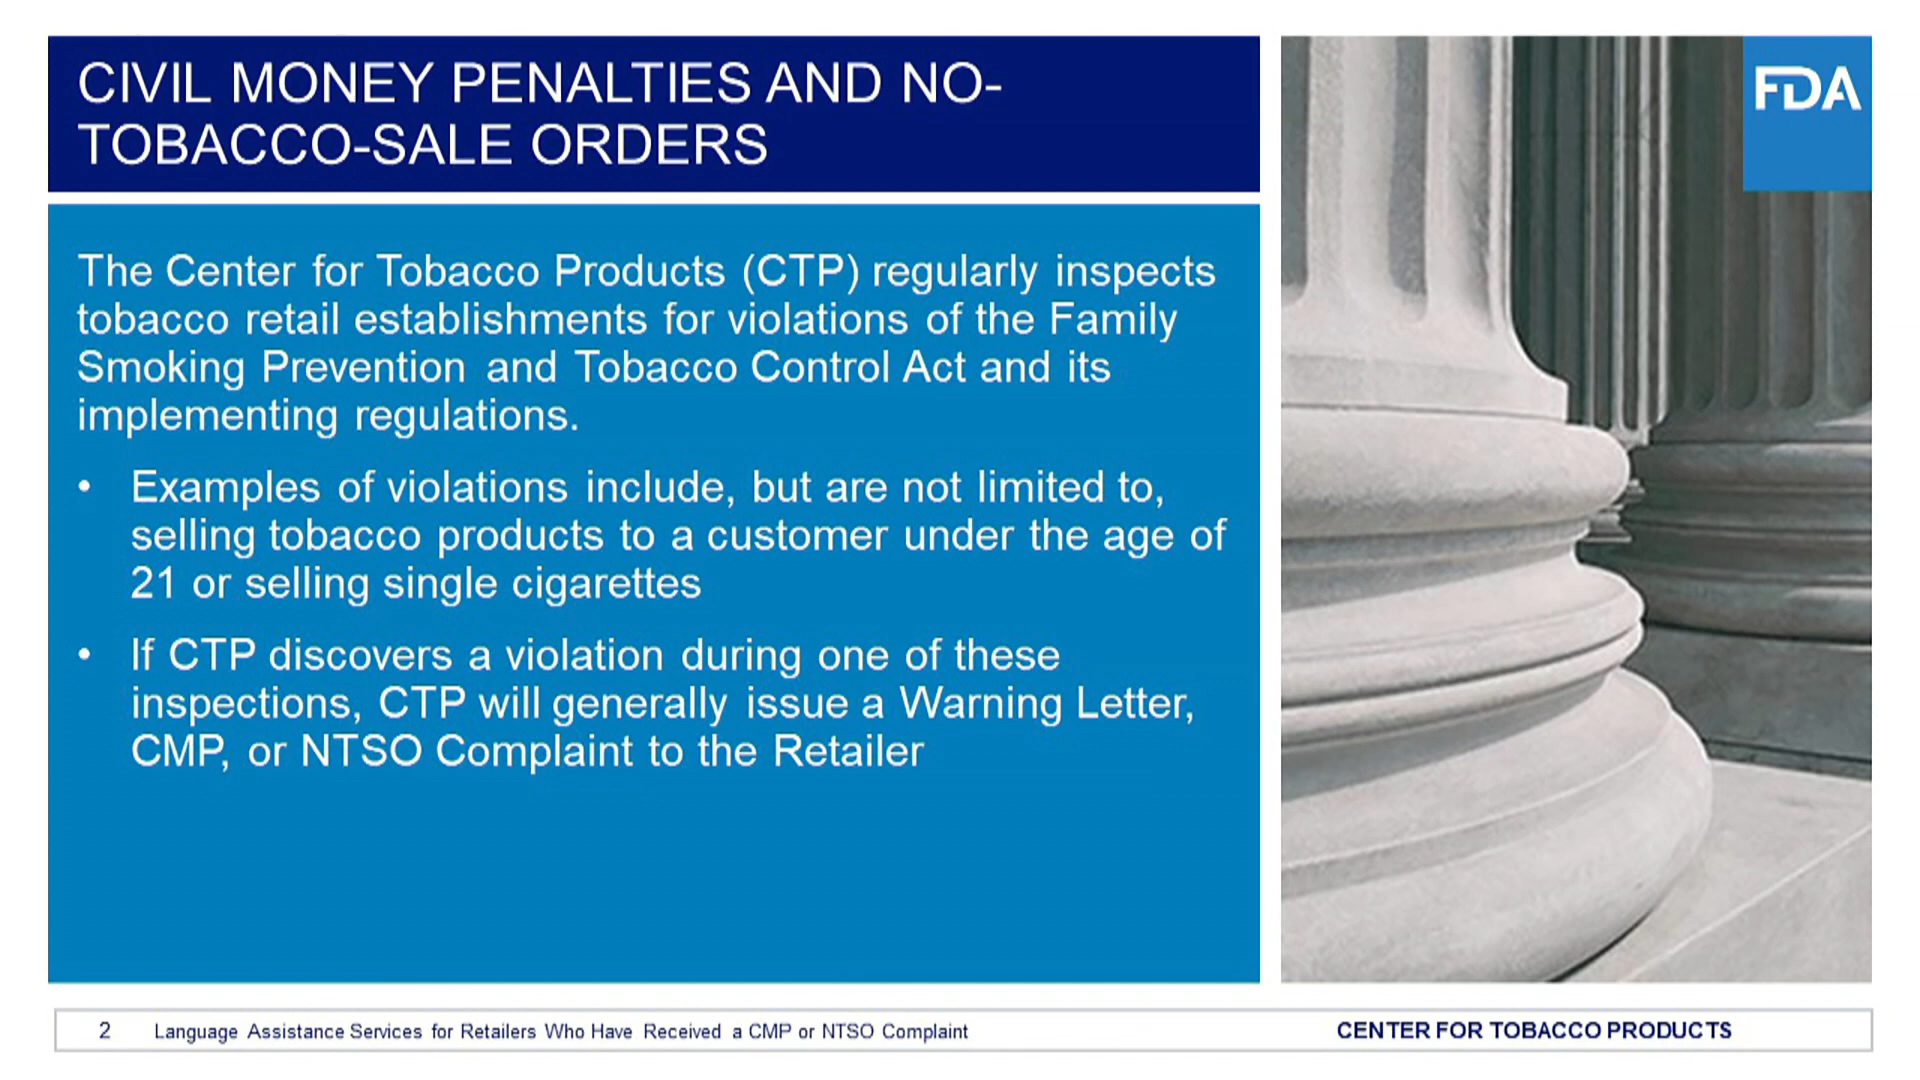 CIVIL MONEY PENALTIES AND NO-
TOBACCO-SALE ORDERS
FDA
The Center for Tobacco Products (CTP) regularly inspects
tobacco retail establishments for violations of the Family
Smoking Prevention and Tobacco Control Act and its
implementing regulations.
• Examples of violations include, but are not limited to,
selling tobacco products to a customer under the age of
21 or selling single cigarettes
• If CTP discovers a violation during one of these
inspections, CTP will generally issue a Warning Letter,
CMP, or NTSO Complaint to the Retailer
2 Language Assistance Services for Retailers Who Have Received a CMP or NTSO Complaint
CENTER FOR TOBACCO PRODUCTS